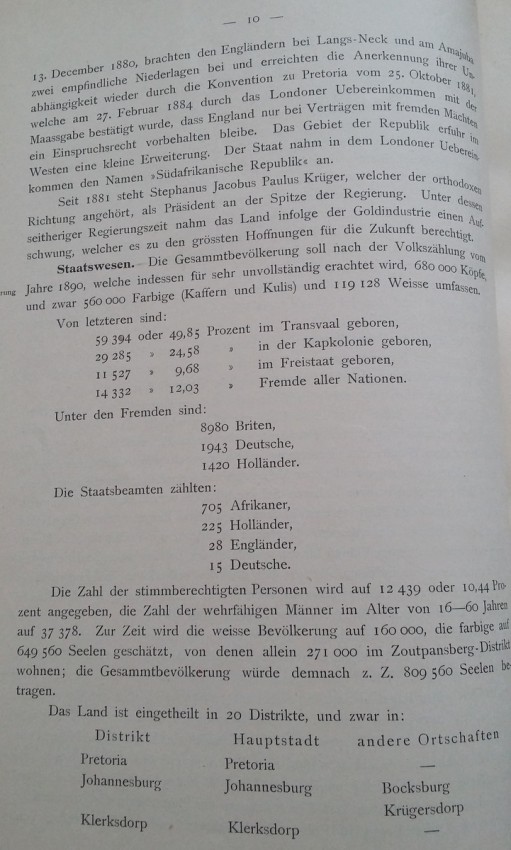 — 10 —
13. December 1880, brachten den Engländern bei Langs-Neck und am Amajuba
zwei empfindliche Niederlagen bei und erreichten die Anerkennung ihrer Un-
abhängigkeit wieder durch die Konvention zu Pretoria vom 25. Oktober 1881,
welche am 27. Februar 1884 durch das Londoner Uebereinkommen mit der
Maassgabe bestätigt wurde, dass England nur bei Verträgen mit fremden Mächten
ein Einspruchsrecht vorbehalten bleibe. Das Gebiet der Republik erfuhr im
Westen eine kleine Erweiterung. Der Staat nahm in dem LondonerUeberein-
kommen den Namen »Südafrikanische Republik« an.
Seit 1881 steht Stephanus Jacobus Paulus Krüger, welcher der orthodoxen
Richtung angehört, als Präsident an der Spitze der Regierung. Unter dessen
seitheriger Regierungszeit nahm das Land infolge der Goldindustrie einen Auf-
schwung, welcher es zu den grössten Hoffnungen für die Zukunft berechtigt.
Staatswesen. Die Gesammtbevölkerung soll nach der Volkszählung vom
rung Jahre 1890, welche indessen für sehr unvollständig erachtet wird, 680 000 Köpfe,
und zwar 560 000 Farbige (Kaffern und Kulis) und 119 128 Weisse umfassen.
Von letzteren sind:
59 394 oder 49,85 Prozent im Transvaal geboren,
29 285 » 24,58 » in der Kapkolonie geboren,
11 527 » 9,68 » im Freistaat geboren,
14 332 » 12,03 » Fremde aller Nationen.
Unter den Fremden sind:
8980 Briten,
1943 Deutsche,
1420 Holländer.
Die Staatsbeamten zählten:
705 Afrikaner,
225 Holländer,
28 Engländer,
15 Deutsche.
Die Zahl der stimmberechtigten Personen wird auf 12 439 oder 10,44 Pro-
zent angegeben, die Zahl der wehrfähigen Männer im Alter von 16—60 Jahren
auf 37 378. Zur Zeit wird die weisse Bevölkerung auf 160 000, die farbige auf
649 560 Seelen geschätzt, von denen allein 271 000 im Zoutpansberg-Distrikt
wohnen; die Gesammtbevölkerung würde demnach z. Z. 809 560 Seelen be-
tragen.
Das Land ist eingetheilt in 20 Distrikte, und zwar in:
Distrikt Hauptstadt andere Ortschaften
Pretoria Pretoria —
Johannesburg Johannesburg Bocksburg
Krügersdorp
Klerksdorp Klerksdorp —